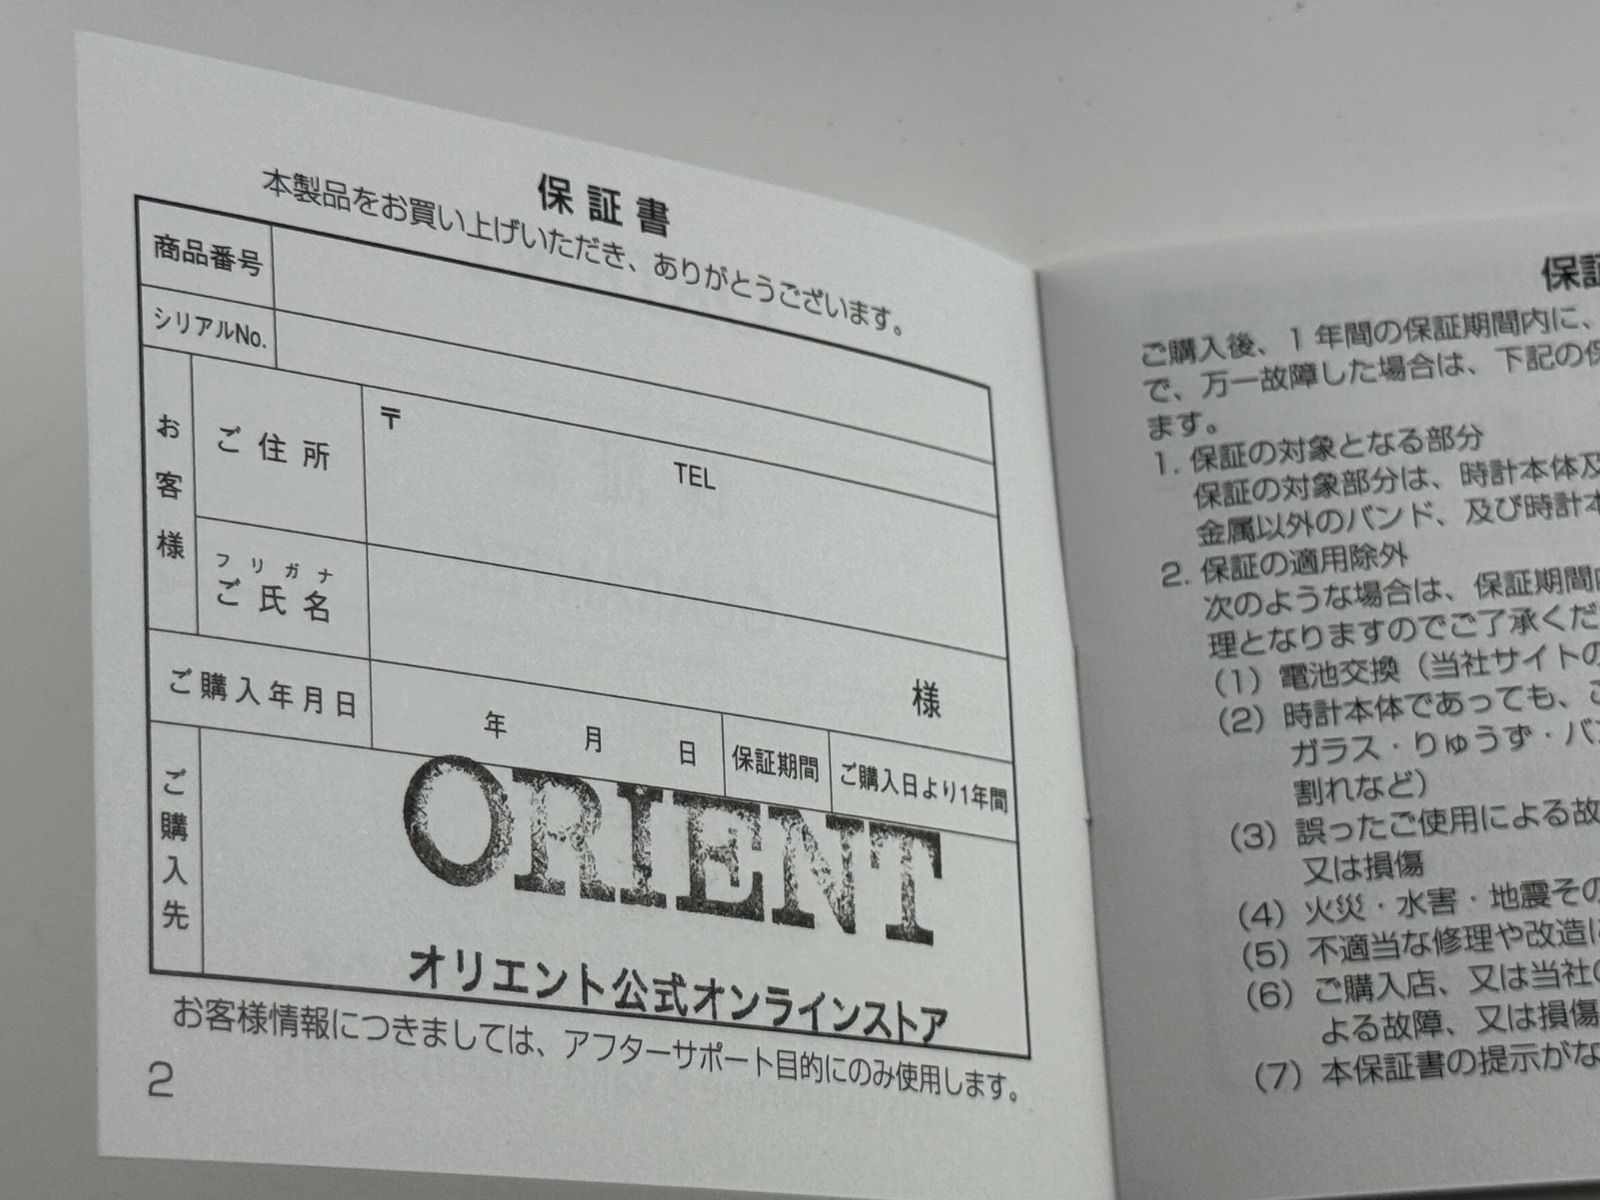 保証書
本製品をお買い上げいただき、ありがとうございます。
商品番号
シリアルNo.
お客様
ご住所
〒
TEL
フリガナ
ご氏名
様
ご購入年月日
年 月 日
保証期間
ご購入日より1年間
ご購入先
ORIENT
オリエント公式オンラインストア
お客様情報につきましては、アフターサポート目的にのみ使用します。
2
保証
ご購入後、1年間の保証期間内に、
で、万一故障した場合は、下記の保
ます。
1. 保証の対象となる部分
保証の対象部分は、時計本体及
金属以外のバンド、及び時計本
2. 保証の適用除外
次のような場合は、保証期間内
理となりますのでご了承くだ
(1) 電池交換（当社サイトの
(2) 時計本体であっても、こ
ガラス・りゅうず・バン
割れなど）
(3) 誤ったご使用による故
又は損傷
(4) 火災・水害・地震その
(5) 不適当な修理や改造に
(6) ご購入店、又は当社の
よる故障、又は損傷
(7) 本保証書の提示がな